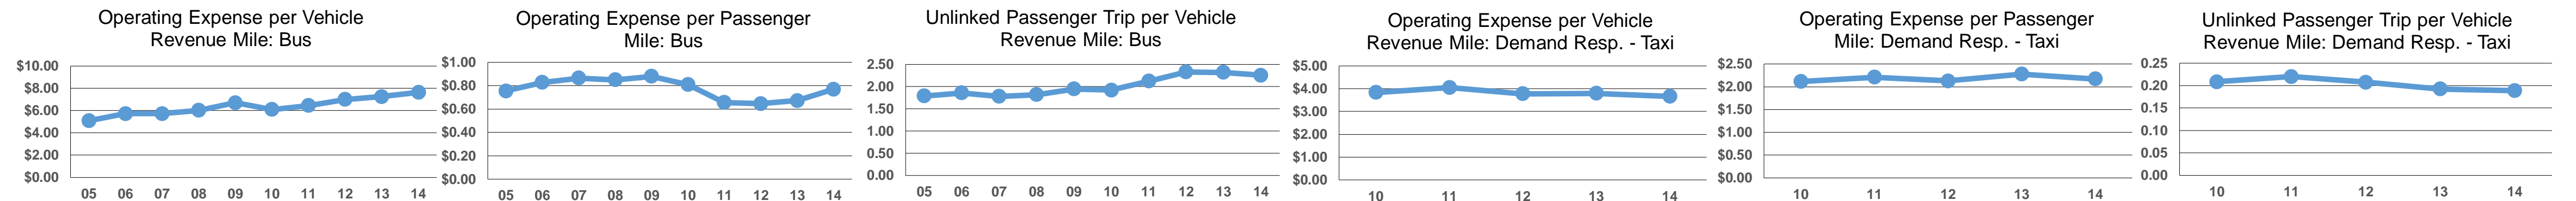 Operating Expense per Vehicle
Revenue Mile: Bus
$10.00
$8.00
$6.00
$4.00
$2.00
$0.00
05 06 07 08 09 10 11 12 13 14
Operating Expense per Passenger
Mile: Bus
$1.00
$0.80
$0.60
$0.40
$0.20
$0.00
05 06 07 08 09 10 11 12 13 14
Unlinked Passenger Trip per Vehicle
Revenue Mile: Bus
2.50
2.00
1.50
1.00
0.50
0.00
05 06 07 08 09 10 11 12 13 14
Operating Expense per Vehicle
Revenue Mile: Demand Resp. - Taxi
$5.00
$4.00
$3.00
$2.00
$1.00
$0.00
10 11 12 13 14
Operating Expense per Passenger
Mile: Demand Resp. - Taxi
$2.50
$2.00
$1.50
$1.00
$0.50
$0.00
10 11 12 13 14
Unlinked Passenger Trip per Vehicle
Revenue Mile: Demand Resp. - Taxi
0.25
0.20
0.15
0.10
0.05
0.00
10 11 12 13 14